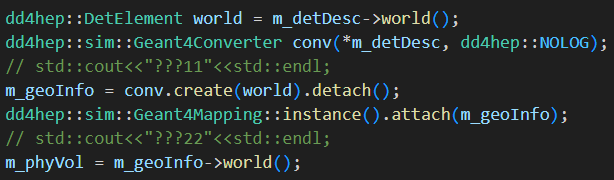 dd4hep::DetElement world = m_detDesc->world();
dd4hep::sim::Geant4Converter conv(*m_detDesc, dd4hep::NOLOG);
// std::cout<<"???11"<<std::endl;
m_geoInfo = conv.create(world).detach();
dd4hep::sim::Geant4Mapping::instance().attach(m_geoInfo);
// std::cout<<"???22"<<std::endl;
m_phyVol = m_geoInfo->world();